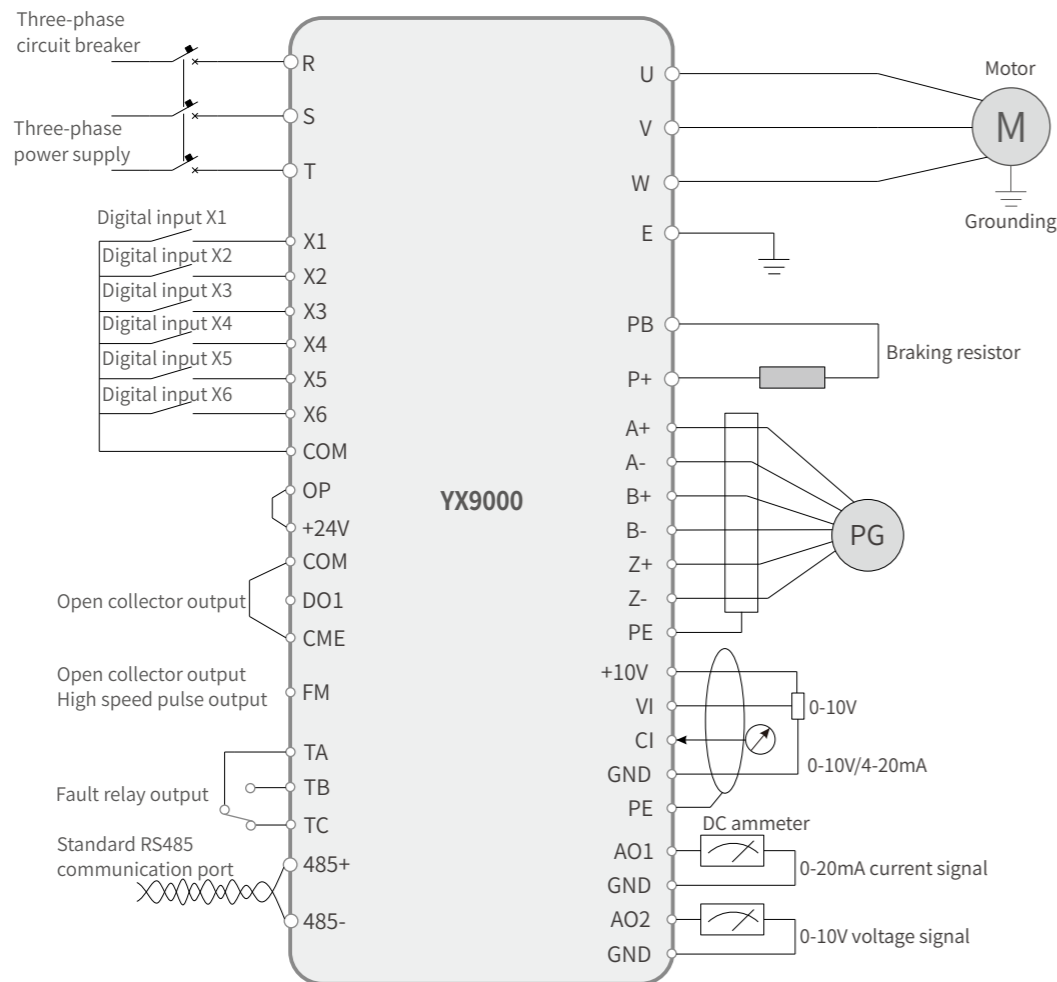 Three-phase
circuit breaker
Three-phase
power supply
R
S
T
Digital input X1
Digital input X2
Digital input X3
Digital input X4
Digital input X5
Digital input X6
X1
X2
X3
X4
X5
X6
COM
OP
+24V
COM
Open collector output
DO1
CME
Open collector output
High speed pulse output
FM
TA
TB
Fault relay output
TC
Standard RS485
communication port
485+
485-
YX9000
U
V
W
E
Motor
M
Grounding
PB
P+
Braking resistor
A+
A-
B+
B-
Z+
Z-
PE
PG
+10V
VI
CI
GND
PE
0-10V
0-10V/4-20mA
DC ammeter
AO1
GND
0-20mA current signal
AO2
GND
0-10V voltage signal